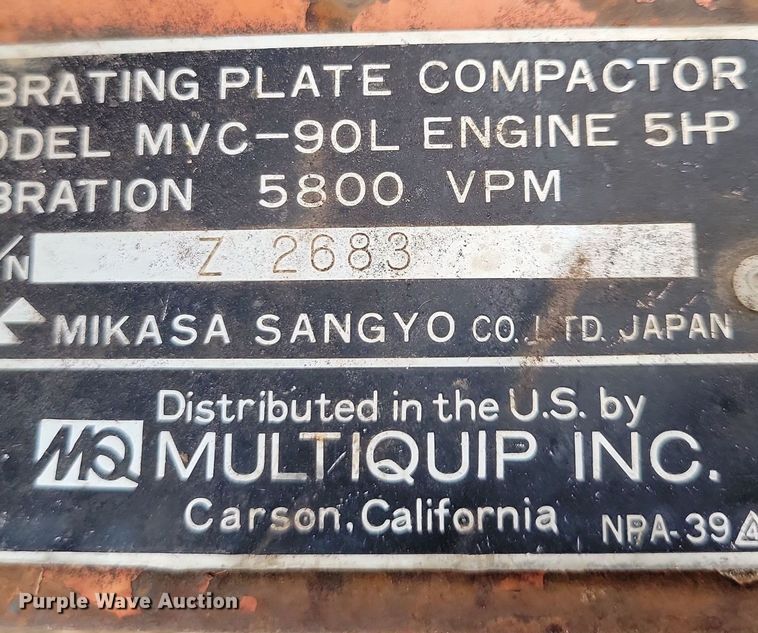 BRATING PLATE COMPACTOR
ODEL MVC-90L ENGINE 5HP
BRATION 5800 VPM
/N Z 2683
MIKASA SANGYO CO. LTD. JAPAN
Distributed in the U.S. by
MQ MULTIQUIP INC.
Carson, California NPA-39
Purple Wave Auction